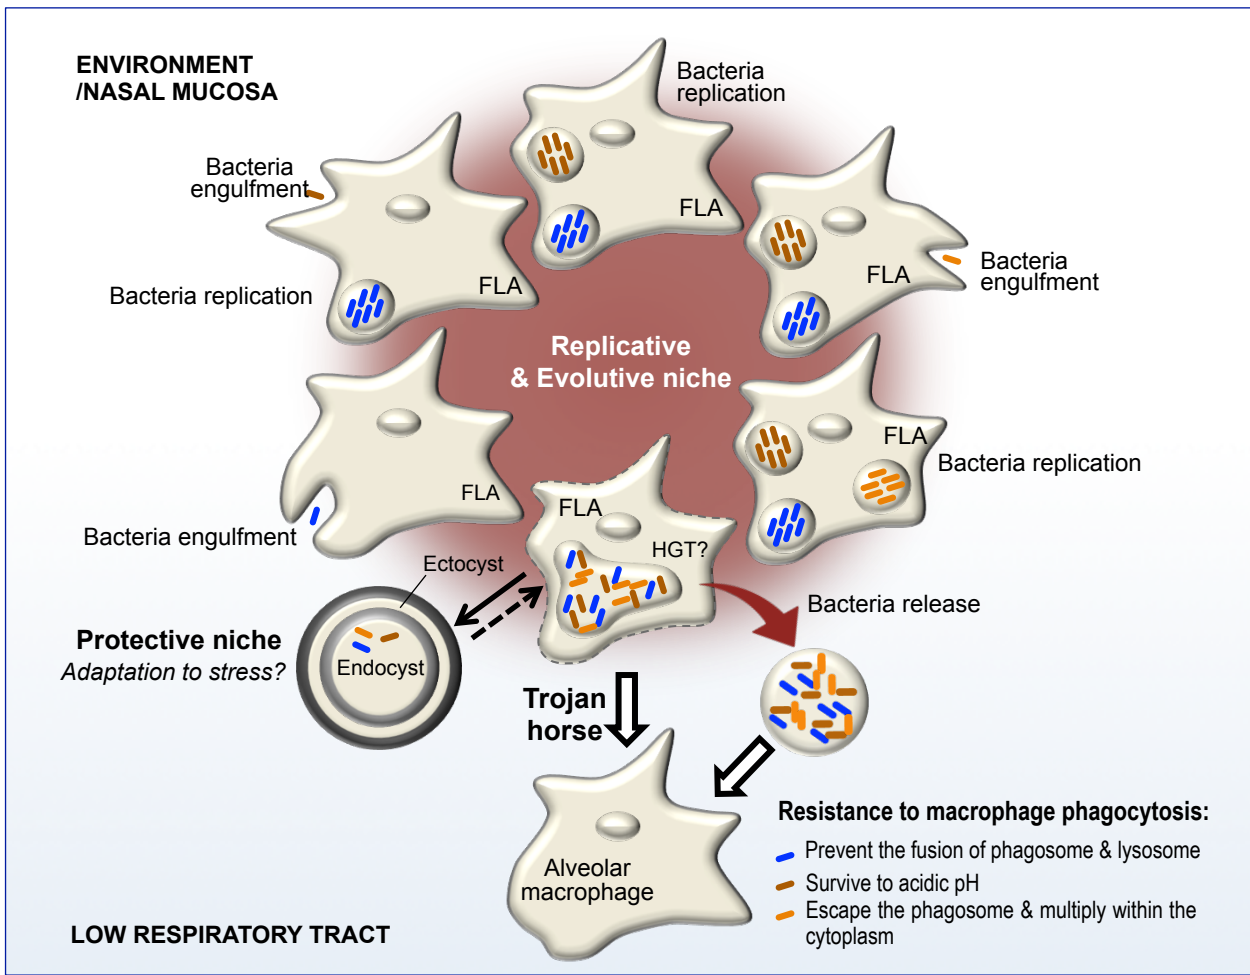 ENVIRONMENT
/NASAL MUCOSA
Bacteria
replication
Bacteria
engulfment
FLA
FLA
Bacteria replication
FLA
Bacteria
engulfment
FLA
Replicative
& Evolutive niche
FLA
Bacteria replication
FLA
Bacteria engulfment
FLA
HGT?
Ectocyst
Bacteria release
Protective niche
Adaptation to stress?
Endocyst
Trojan
horse
Alveolar
macrophage
Resistance to macrophage phagocytosis:
Prevent the fusion of phagosome & lysosome
Survive to acidic pH
Escape the phagosome & multiply within the
cytoplasm
LOW RESPIRATORY TRACT